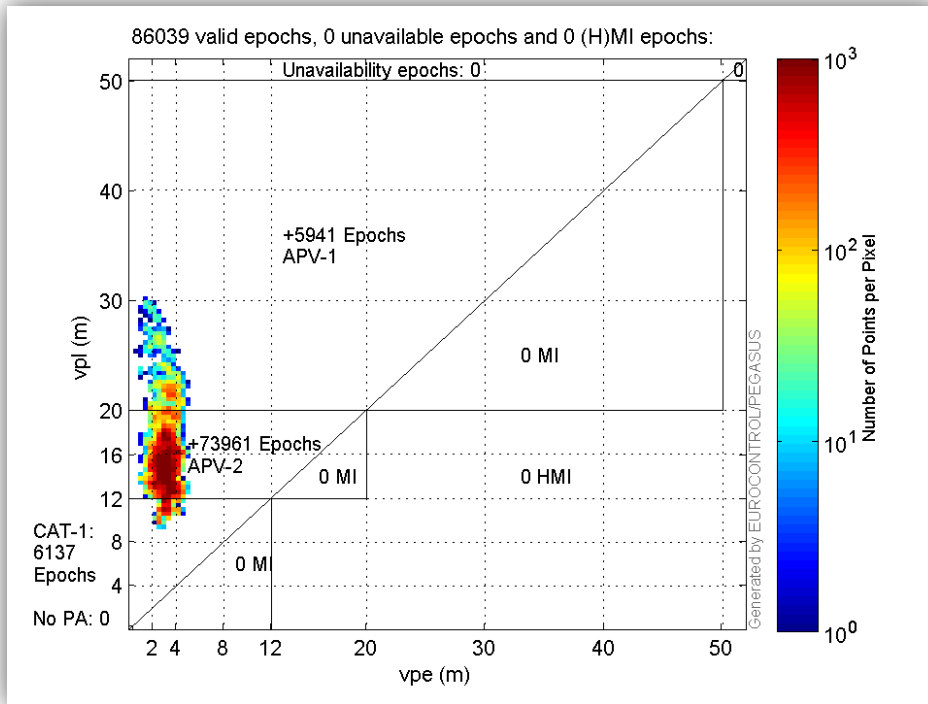 86039 valid epochs, 0 unavailable epochs and 0 (H)MI epochs:
Unavailability epochs: 0
0
50
40
30
20
16
12
8
4
vpl (m)
+5941 Epochs
APV-1
0 MI
+73961 Epochs
APV-2
0 MI
0 HMI
0 MI
CAT-1:
6137
Epochs
No PA: 0
2 4 8 12 20 30 40 50
vpe (m)
Generated by EUROCONTROL/PEGASUS
10³
10²
10¹
10⁰
Number of Points per Pixel